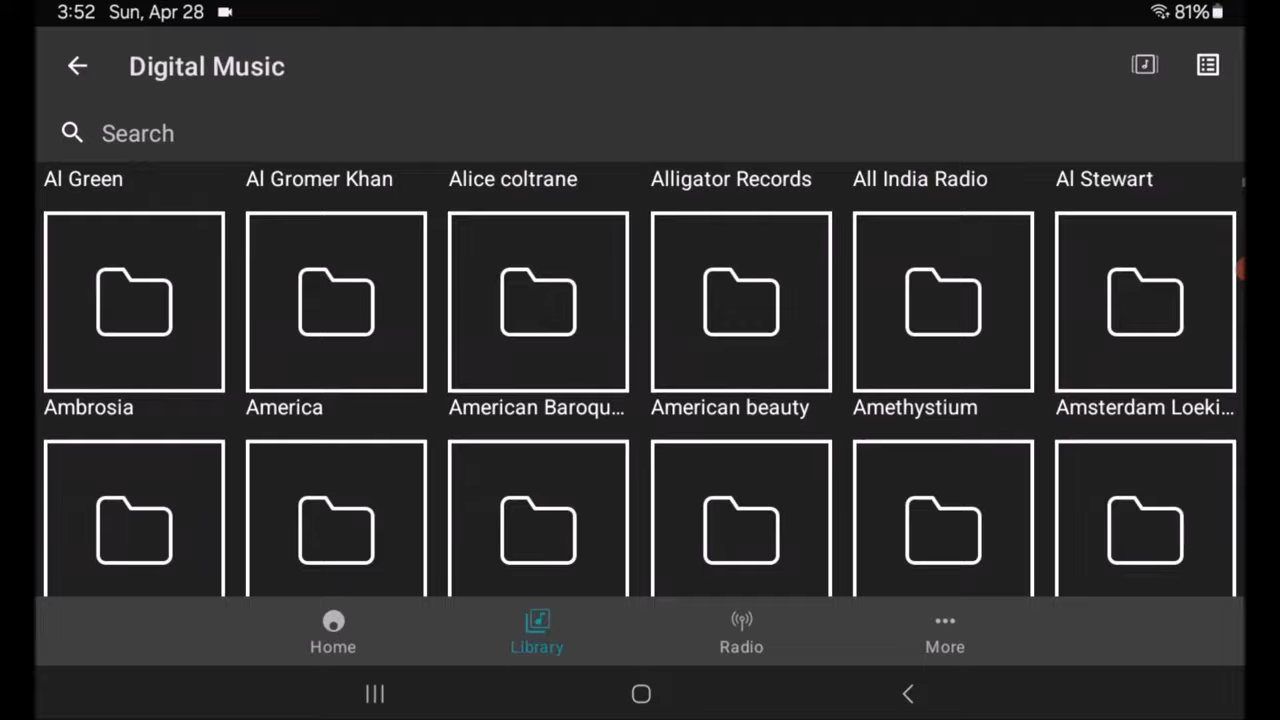 3:52 Sun, Apr 28 81%
Digital Music
Search
Al Green Al Gromer Khan Alice coltrane Alligator Records All India Radio Al Stewart
Ambrosia America American Baroqu... American beauty Amethystium Amsterdam Loeki...
Home Library Radio More